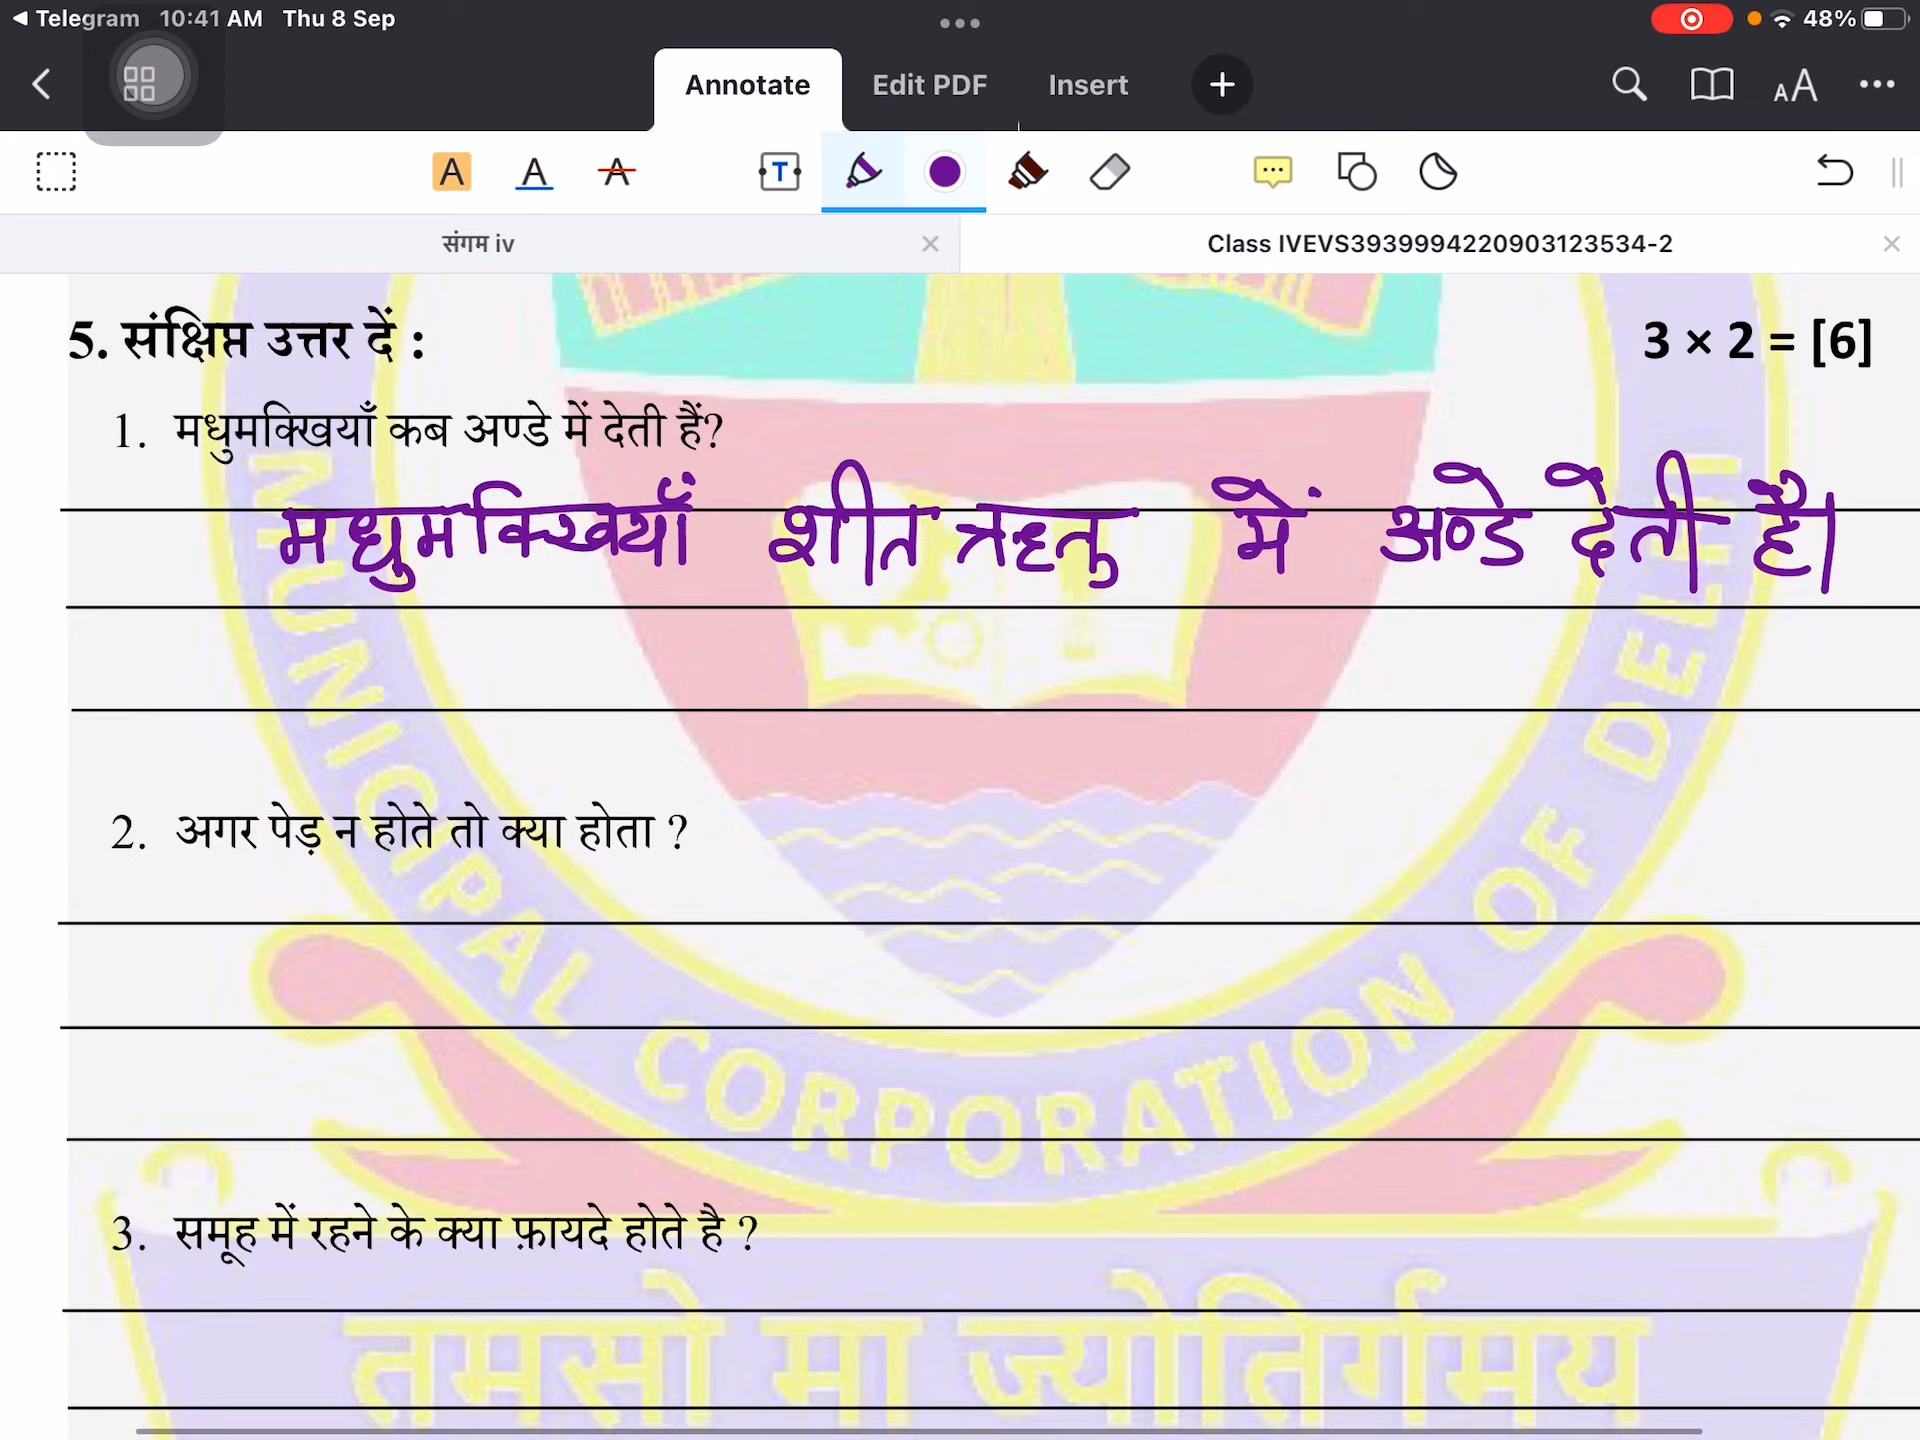 Telegram 10:41 AM Thu 8 Sep
48%
Annotate Edit PDF Insert
AA
A A A T
संगम iv
Class IVEVS3939994220903123534-2
5. संक्षिप्त उत्तर दें : 3 × 2 = [6]
1. मधुमक्खियाँ कब अण्डे में देती हैं?
मधुमक्खियाँ शीत ऋतु में अण्डे देती है।
2. अगर पेड़ न होते तो क्या होता ?
3. समूह में रहने के क्या फ़ायदे होते है ?
MUNICIPAL CORPORATION OF DELHI
तमसो मा ज्योतिर्गमय